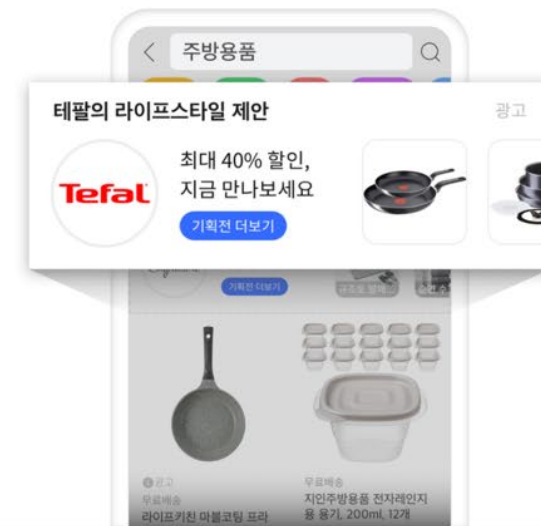 주방용품
테팔의 라이프스타일 제안
광고
Tefal
최대 40% 할인,
지금 만나보세요
기획전 더보기
기획전 더보기
광고
무료배송
라이프키친 마블코팅 프라
무료배송
지인주방용품 전자레인지
용 용기, 200ml, 12개